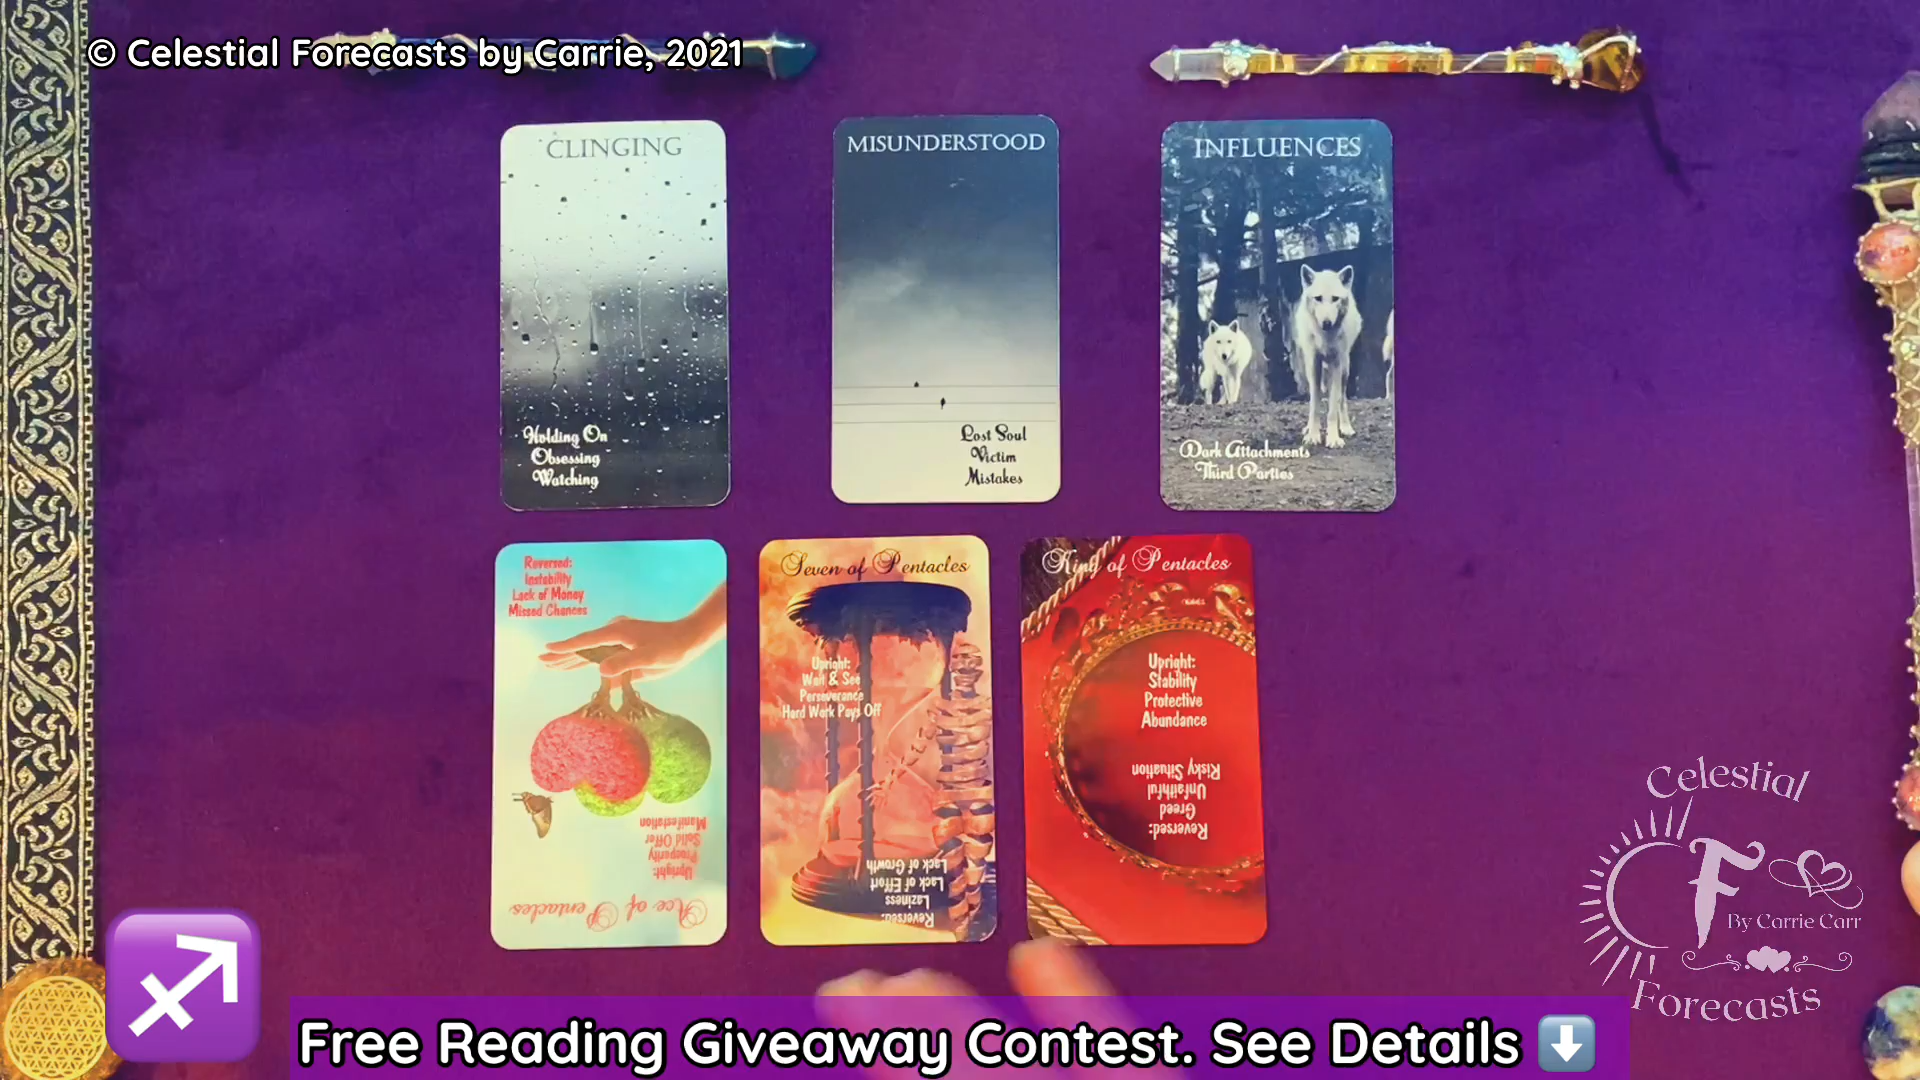 © Celestial Forecasts by Carrie, 2021
CLINGING
Holding On
Obsessing
Watching
MISUNDERSTOOD
Lost Soul
Victim
Mistakes
INFLUENCES
Dark Attachments
Third Parties
Reversed:
Instability
Lack of Money
Missed Chances
Upright:
Prosperity
Solid Offer
Manifestation
Ace of Pentacles
Seven of Pentacles
Upright:
Wait & See
Perseverance
Hard Work Pays Off
Reversed:
Laziness
Lack of Effort
Lack of Growth
King of Pentacles
Upright:
Stability
Protective
Abundance
Reversed:
Greed
Unfaithful
Risky Situation
Celestial
F
By Carrie Carr
Forecasts
Free Reading Giveaway Contest. See Details